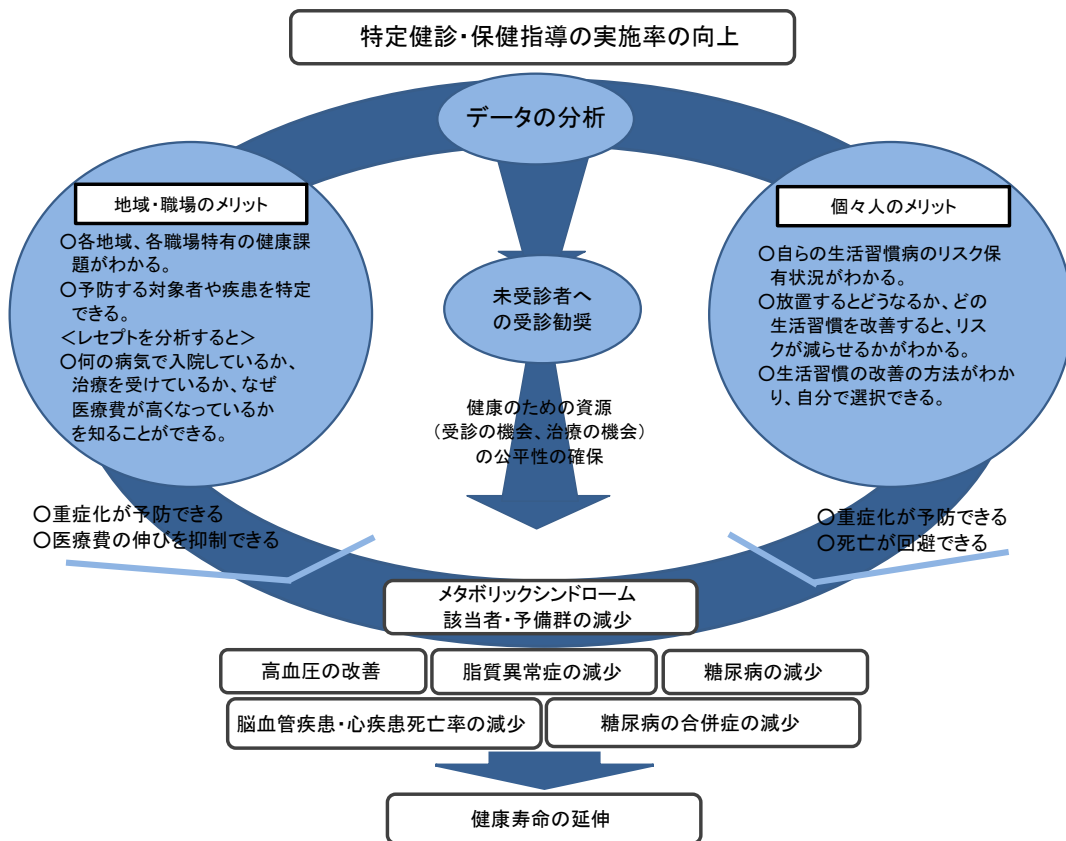 特定健診・保健指導の実施率の向上
データの分析
地域・職場のメリット
○各地域、各職場特有の健康課
題がわかる。
○予防する対象者や疾患を特定
できる。
＜レセプトを分析すると＞
○何の病気で入院しているか、
治療を受けているか、なぜ
医療費が高くなっているか
を知ることができる。
未受診者へ
の受診勧奨
健康のための資源
（受診の機会、治療の機会）
の公平性の確保
個々人のメリット
○自らの生活習慣病のリスク保
有状況がわかる。
○放置するとどうなるか、どの
生活習慣を改善すると、リス
クが減らせるかがわかる。
○生活習慣の改善の方法がわか
り、自分で選択できる。
○重症化が予防できる
○医療費の伸びを抑制できる
○重症化が予防できる
○死亡が回避できる
メタボリックシンドローム
該当者・予備群の減少
高血圧の改善
脂質異常症の減少
糖尿病の減少
脳血管疾患・心疾患死亡率の減少
糖尿病の合併症の減少
健康寿命の延伸